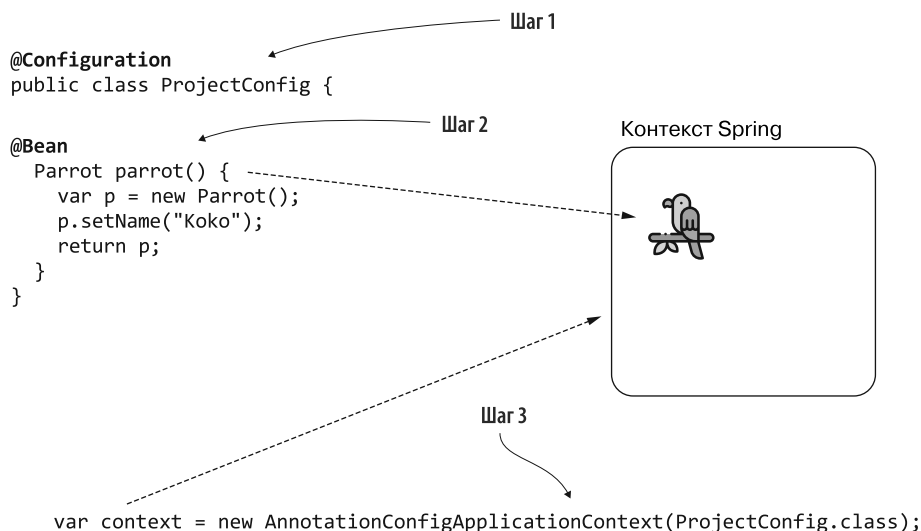 Шаг 1
@Configuration
public class ProjectConfig {
Шаг 2
@Bean
Parrot parrot() {
var p = new Parrot();
p.setName("Koko");
return p;
}
}
Контекст Spring
Шаг 3
var context = new AnnotationConfigApplicationContext(ProjectConfig.class);